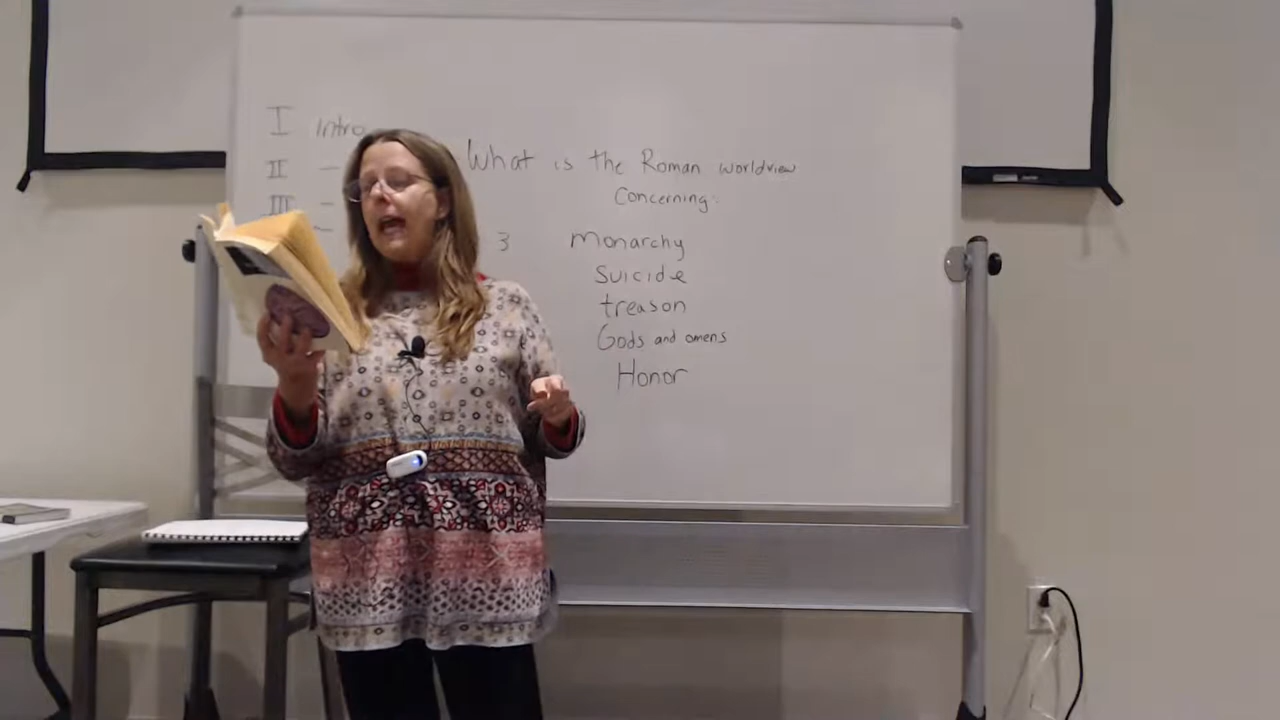 I Intro
II -
III -
~ 3
What is the Roman worldview
Concerning:
monarchy
Suicide
treason
Gods and omens
Honor